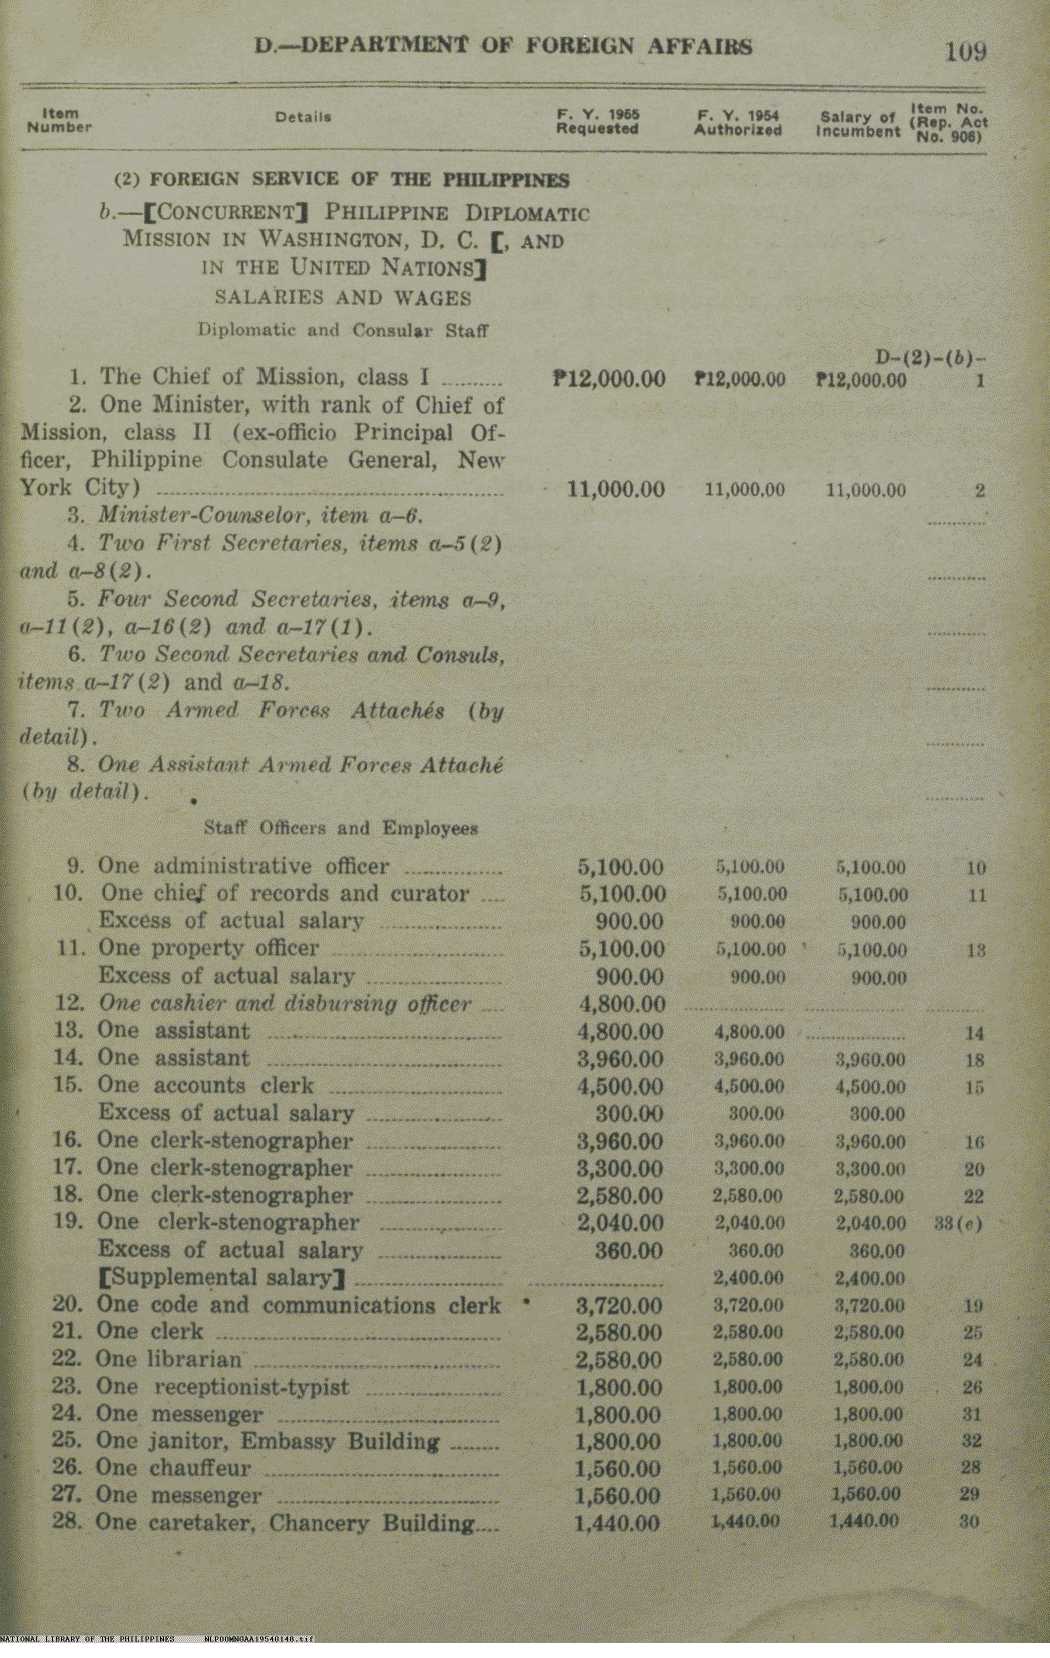 D.—DEPARTMENT OF FOREIGN AFFAIRS 109
Item Number Details F. Y. 1955 Requested F. Y. 1954 Authorized Salary of Incumbent Item No. (Rep. Act No. 906)
(2) FOREIGN SERVICE OF THE PHILIPPINES
b.—[CONCURRENT] PHILIPPINE DIPLOMATIC
MISSION IN WASHINGTON, D. C. [, AND
IN THE UNITED NATIONS]
SALARIES AND WAGES
Diplomatic and Consular Staff
D-(2)-(b)-
1. The Chief of Mission, class I .......... ₱12,000.00 ₱12,000.00 ₱12,000.00 1
2. One Minister, with rank of Chief of
Mission, class II (ex-officio Principal Of-
ficer, Philippine Consulate General, New
York City) .......... 11,000.00 11,000.00 11,000.00 2
3. Minister-Counselor, item a-6. ..........
4. Two First Secretaries, items a-5(2)
and a-8(2). ..........
5. Four Second Secretaries, items a-9,
a-11(2), a-16(2) and a-17(1). ..........
6. Two Second Secretaries and Consuls,
items a-17(2) and a-18. ..........
7. Two Armed Forces Attachés (by
detail). ..........
8. One Assistant Armed Forces Attaché
(by detail). ..........
Staff Officers and Employees
9. One administrative officer .......... 5,100.00 5,100.00 5,100.00 10
10. One chief of records and curator .... 5,100.00 5,100.00 5,100.00 11
Excess of actual salary .......... 900.00 900.00 900.00
11. One property officer .......... 5,100.00 5,100.00 5,100.00 13
Excess of actual salary .......... 900.00 900.00 900.00
12. One cashier and disbursing officer .... 4,800.00 .......... .......... ..........
13. One assistant .......... 4,800.00 4,800.00 .......... 14
14. One assistant .......... 3,960.00 3,960.00 3,960.00 18
15. One accounts clerk .......... 4,500.00 4,500.00 4,500.00 15
Excess of actual salary .......... 300.00 300.00 300.00
16. One clerk-stenographer .......... 3,960.00 3,960.00 3,960.00 16
17. One clerk-stenographer .......... 3,300.00 3,300.00 3,300.00 20
18. One clerk-stenographer .......... 2,580.00 2,580.00 2,580.00 22
19. One clerk-stenographer .......... 2,040.00 2,040.00 2,040.00 33(e)
Excess of actual salary .......... 360.00 360.00 360.00
[Supplemental salary] .......... .......... 2,400.00 2,400.00
20. One code and communications clerk 3,720.00 3,720.00 3,720.00 19
21. One clerk .......... 2,580.00 2,580.00 2,580.00 25
22. One librarian .......... 2,580.00 2,580.00 2,580.00 24
23. One receptionist-typist .......... 1,800.00 1,800.00 1,800.00 26
24. One messenger .......... 1,800.00 1,800.00 1,800.00 31
25. One janitor, Embassy Building ......... 1,800.00 1,800.00 1,800.00 32
26. One chauffeur .......... 1,560.00 1,560.00 1,560.00 28
27. One messenger .......... 1,560.00 1,560.00 1,560.00 29
28. One caretaker, Chancery Building.... 1,440.00 1,440.00 1,440.00 30
NATIONAL LIBRARY OF THE PHILIPPINES NLPOOMNGAA19540148.tif